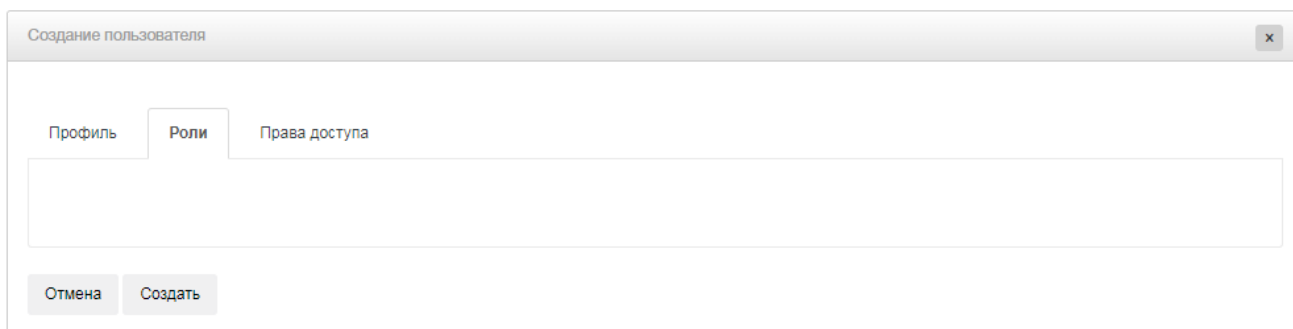 Создание пользователя
x
Профиль Роли Права доступа
Отмена Создать